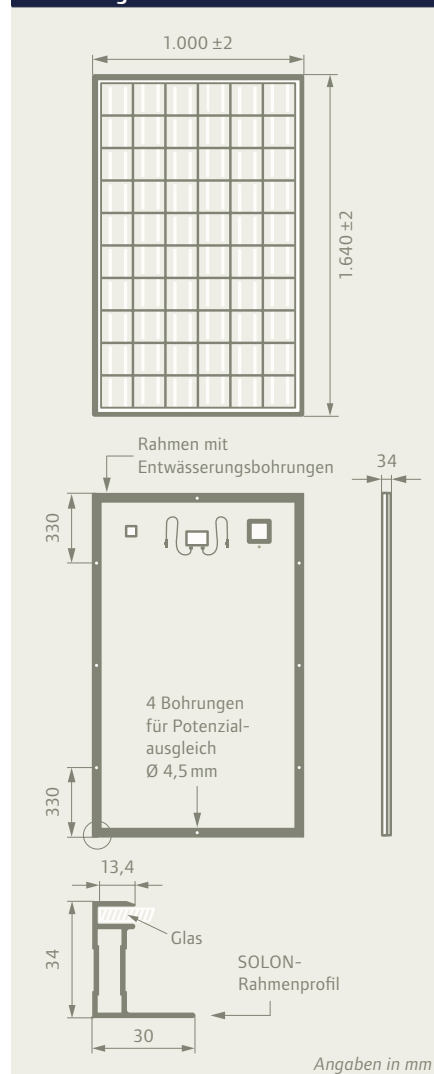 1.000 ±2
1.640 ±2
Rahmen mit
Entwässerungsbohrungen
34
330
4 Bohrungen
für Potenzial-
ausgleich
Ø 4,5 mm
330
13,4
Glas
34
SOLON-
Rahmenprofil
30
Angaben in mm